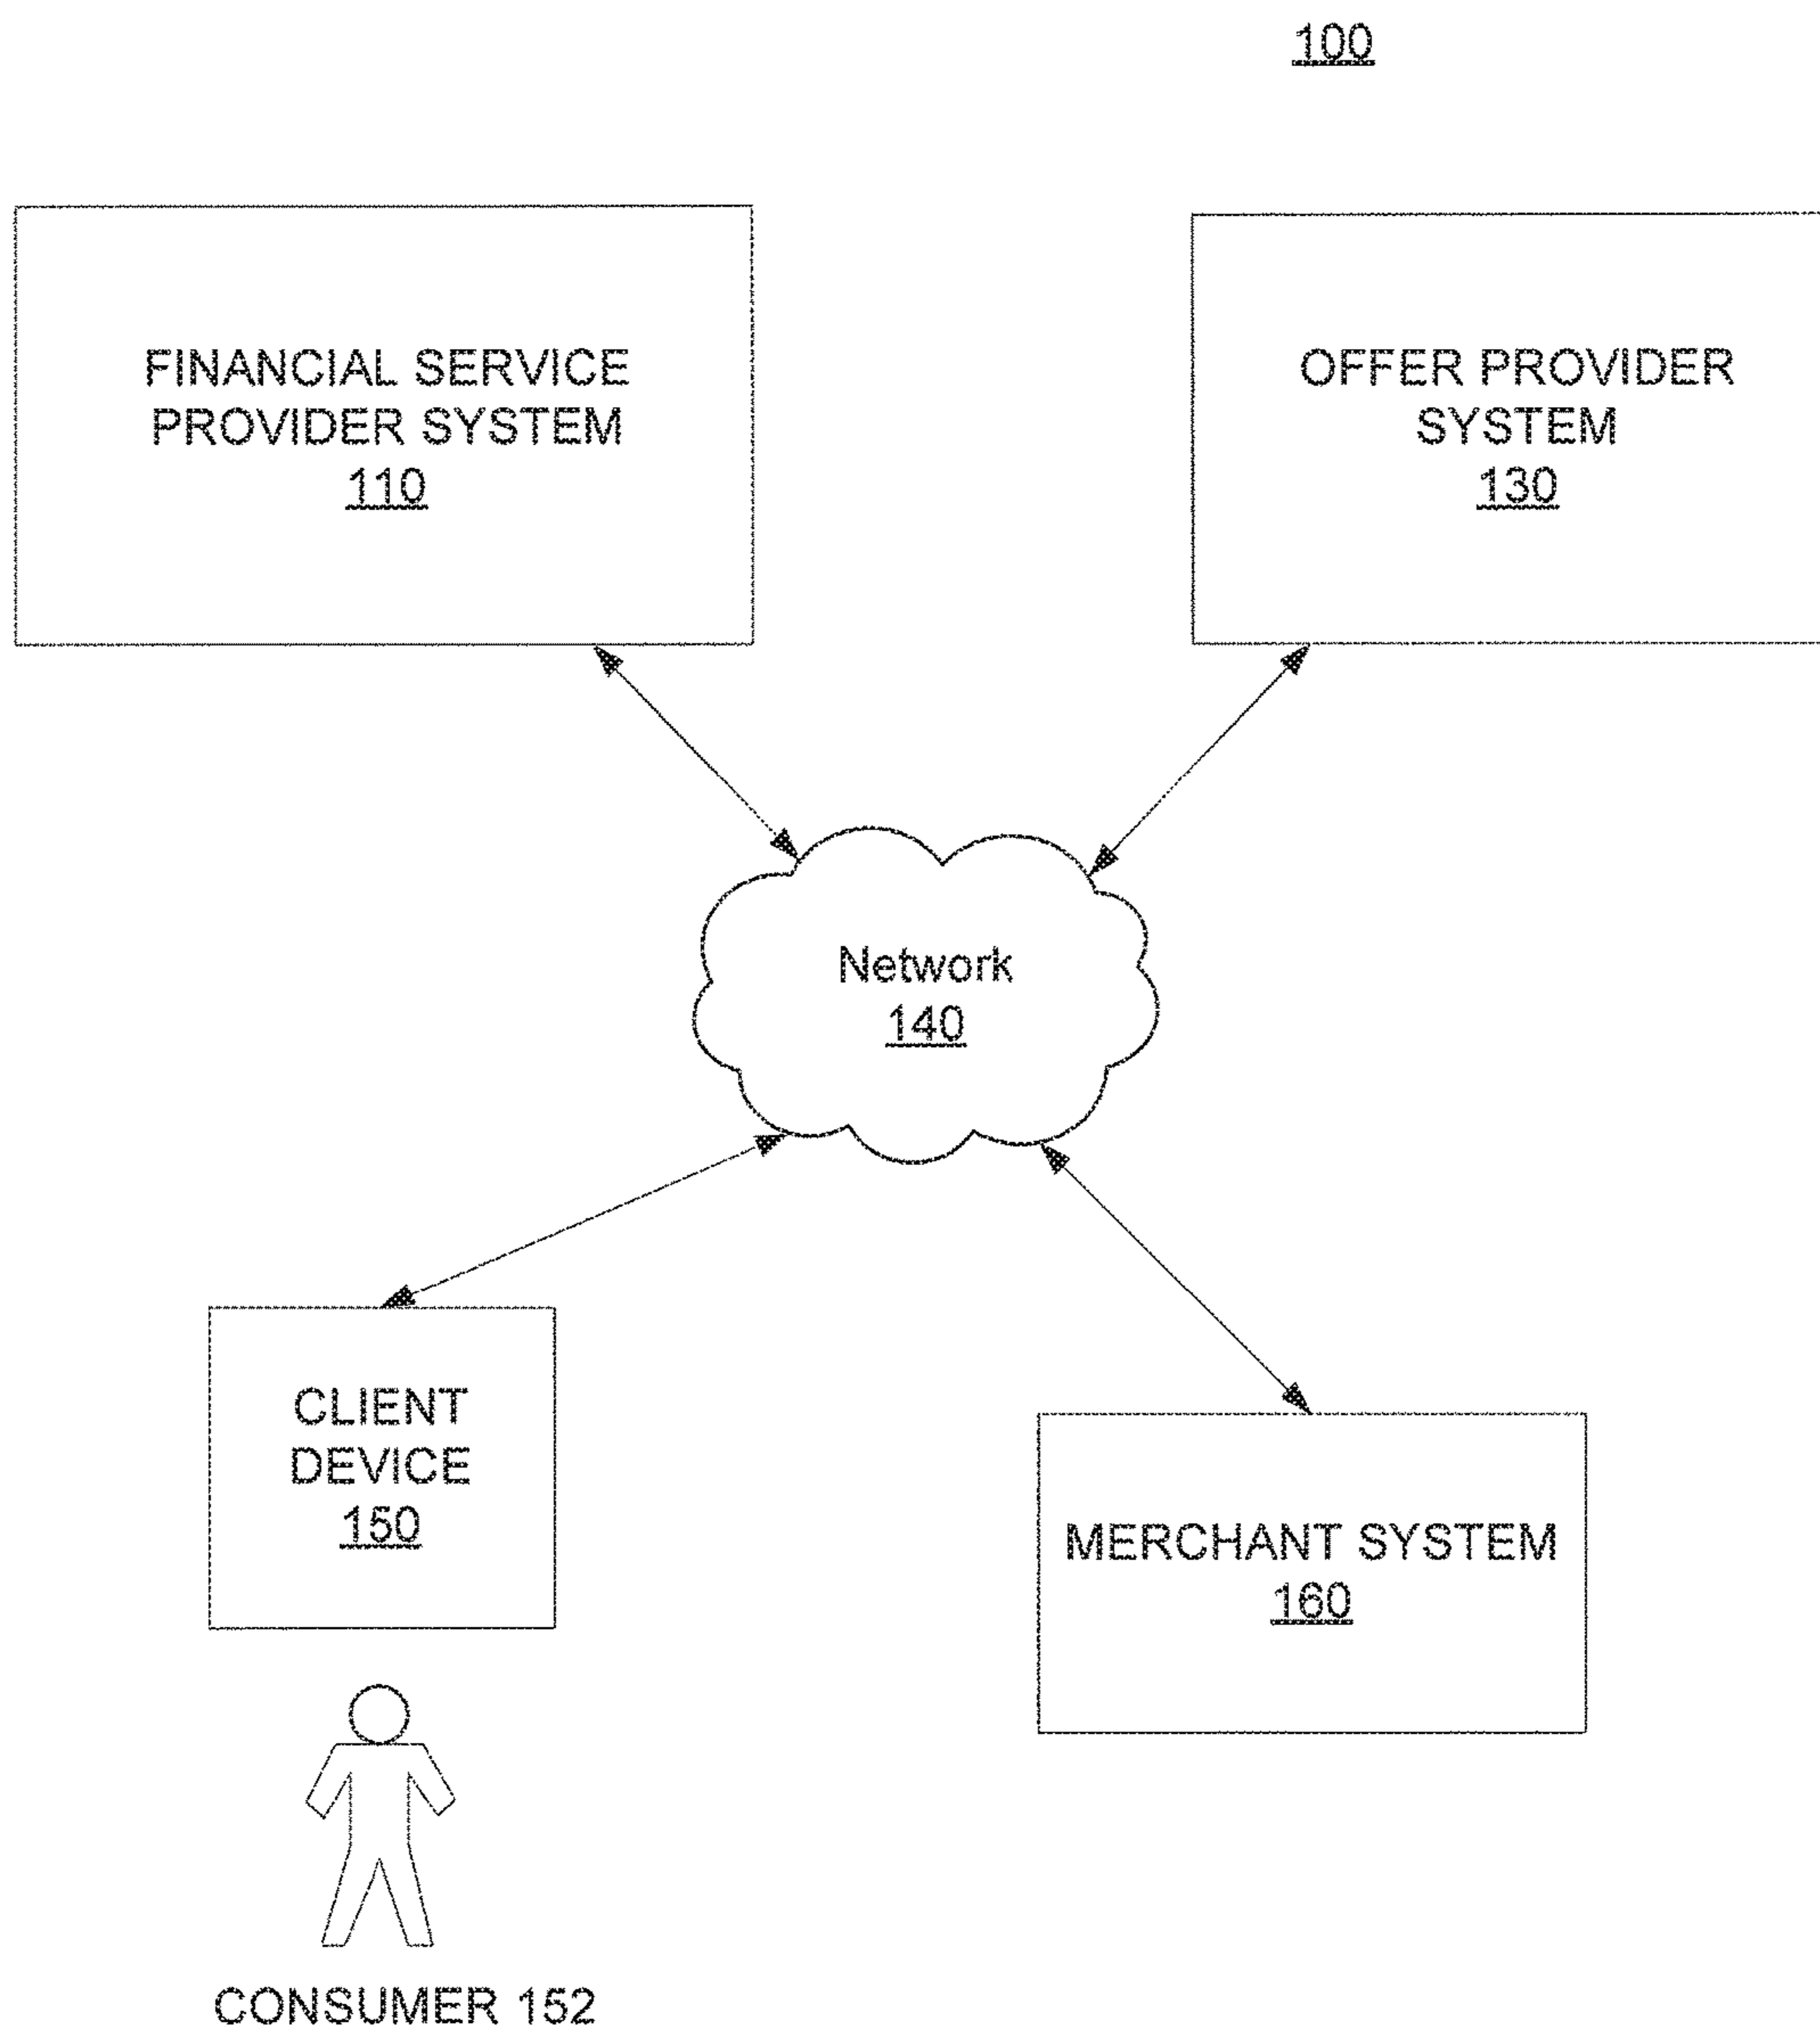 100
FINANCIAL SERVICE
PROVIDER SYSTEM
110
OFFER PROVIDER
SYSTEM
130
Network
140
CLIENT
DEVICE
150
MERCHANT SYSTEM
160
CONSUMER 152